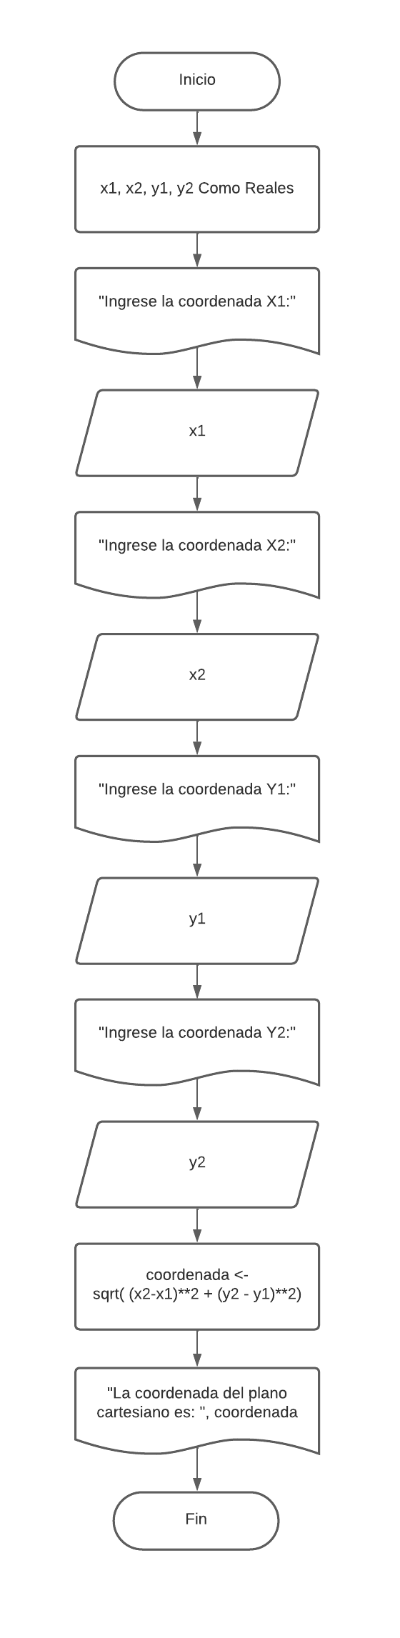 Inicio
x1, x2, y1, y2 Como Reales
"Ingrese la coordenada X1:"
x1
"Ingrese la coordenada X2:"
x2
"Ingrese la coordenada Y1:"
y1
"Ingrese la coordenada Y2:"
y2
coordenada <-
sqrt( (x2-x1)**2 + (y2 - y1)**2)
"La coordenada del plano
cartesiano es: ", coordenada
Fin